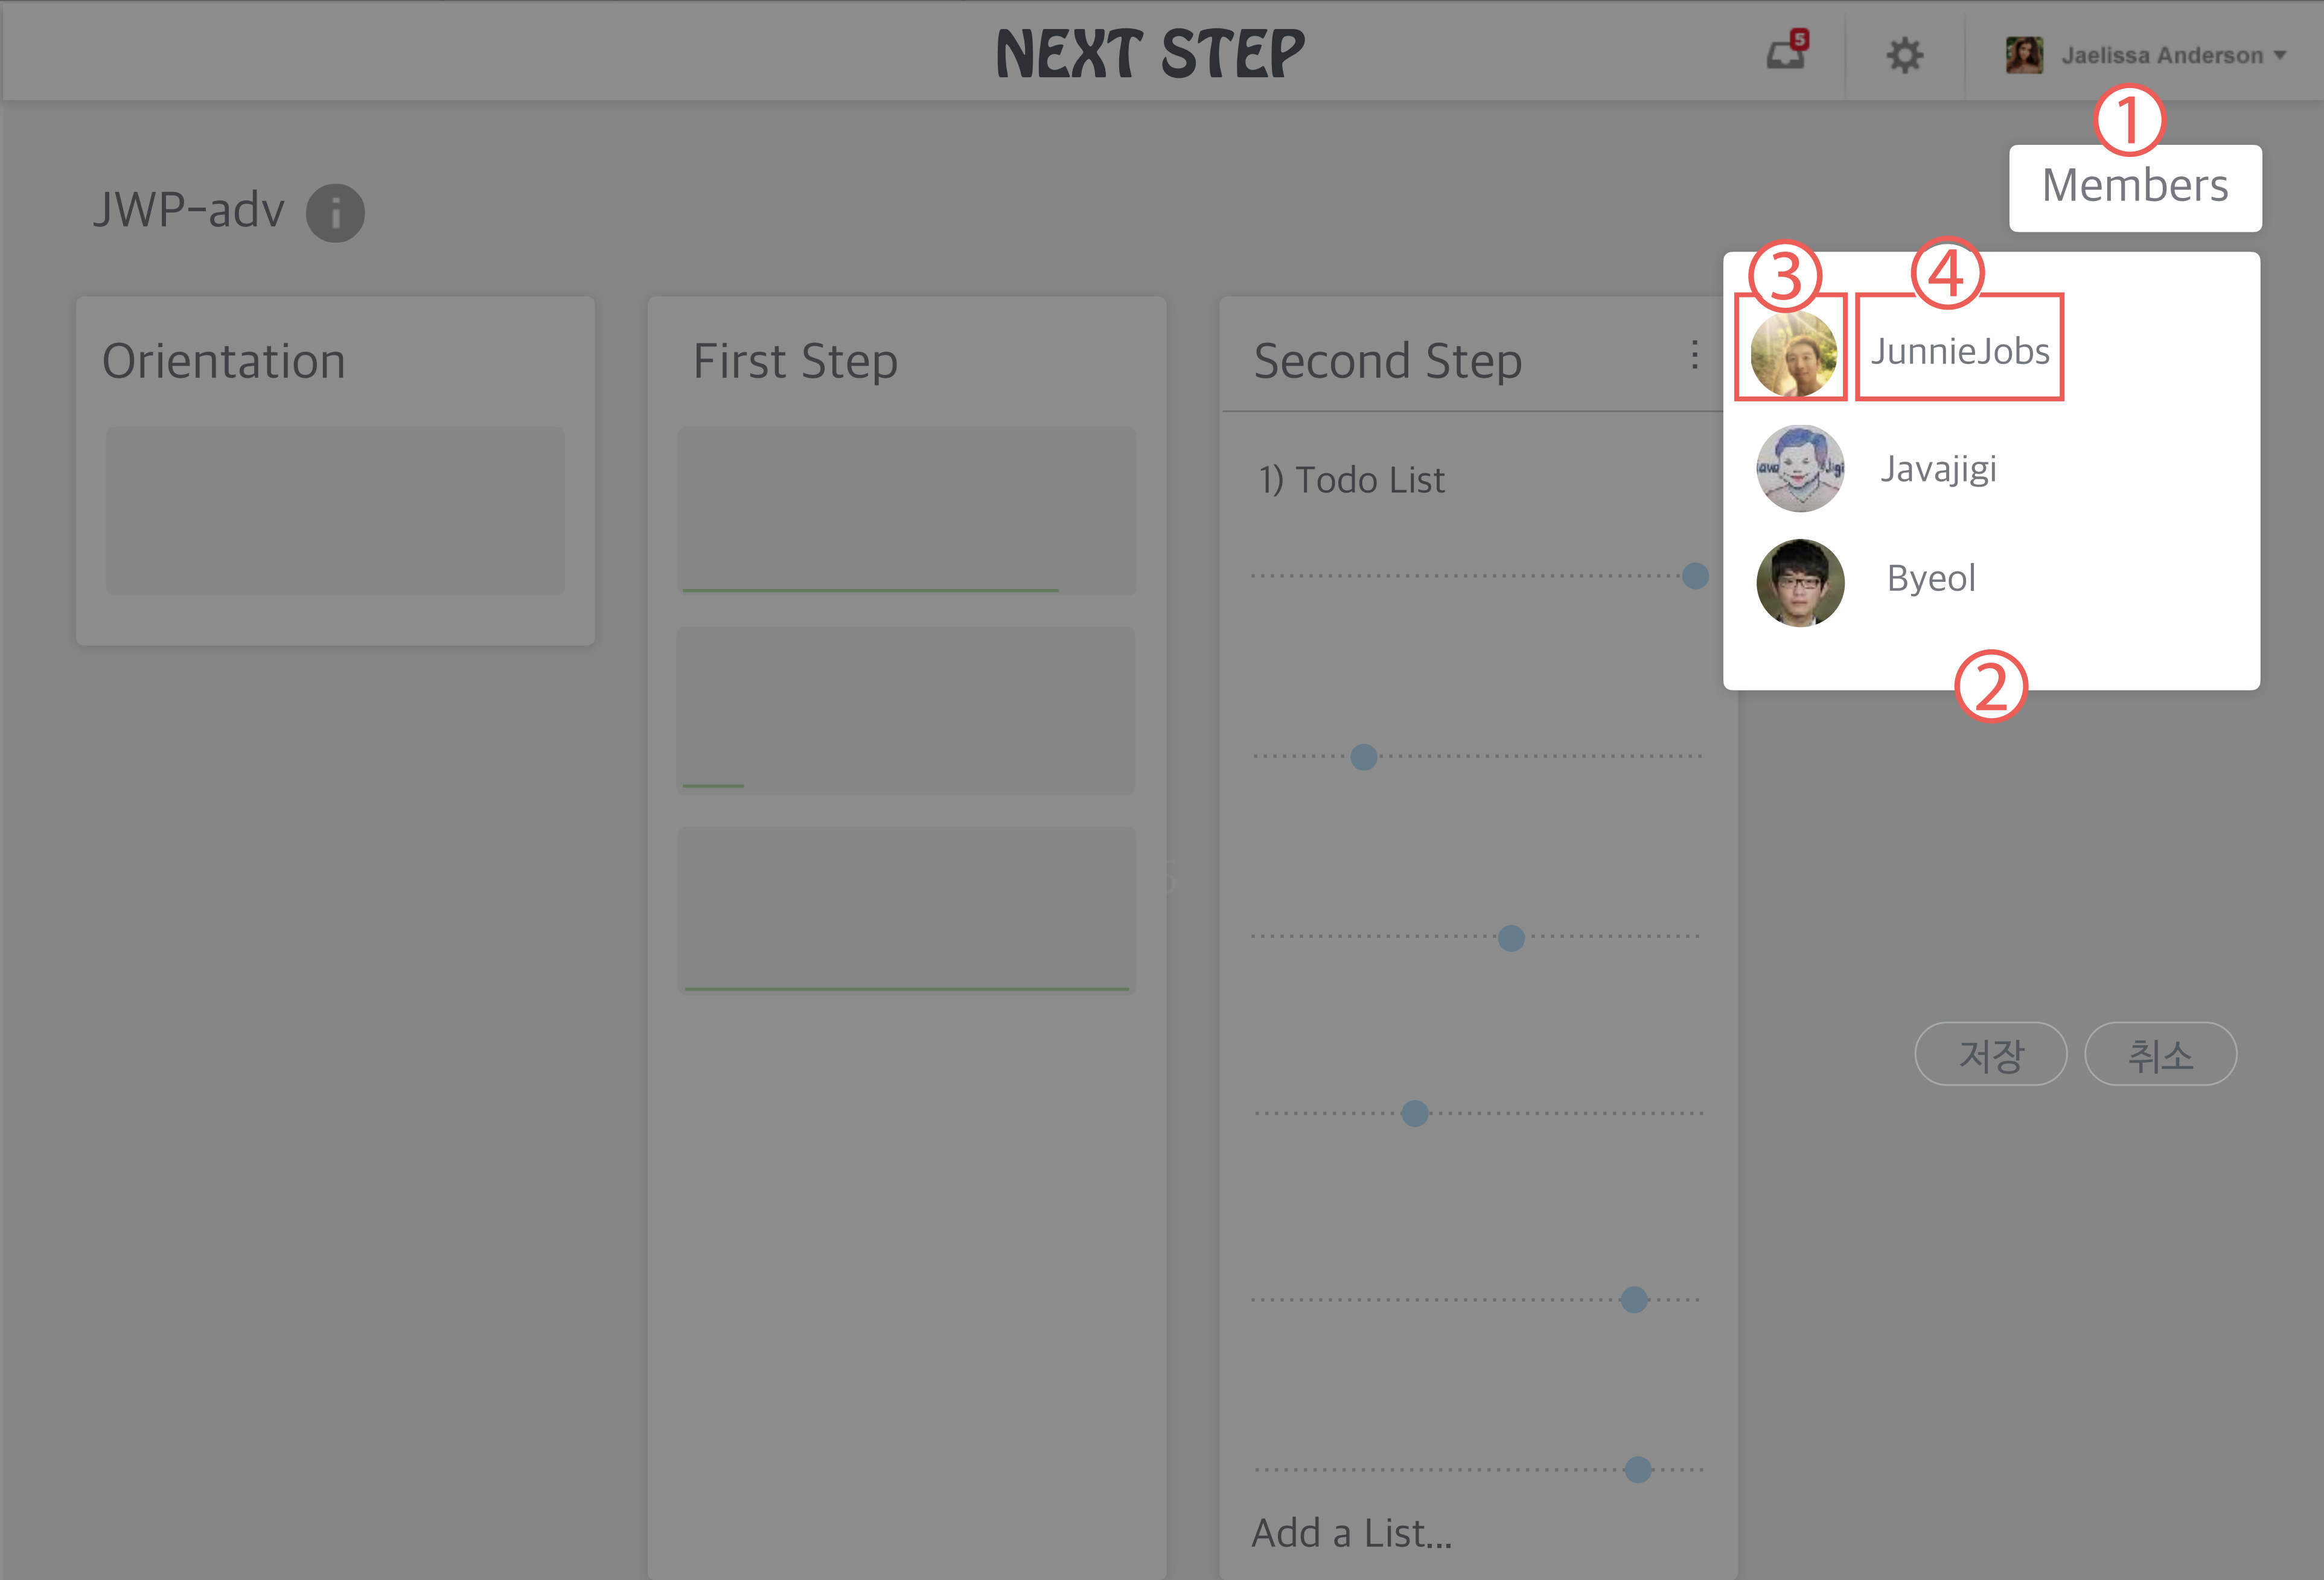 NEXT STEP
5
Jaelissa Anderson
1
Members
JWP-adv
i
3
4
Orientation
First Step
Second Step
JunnieJobs
Javajigi
1) Todo List
Byeol
2
저장
취소
Add a List...